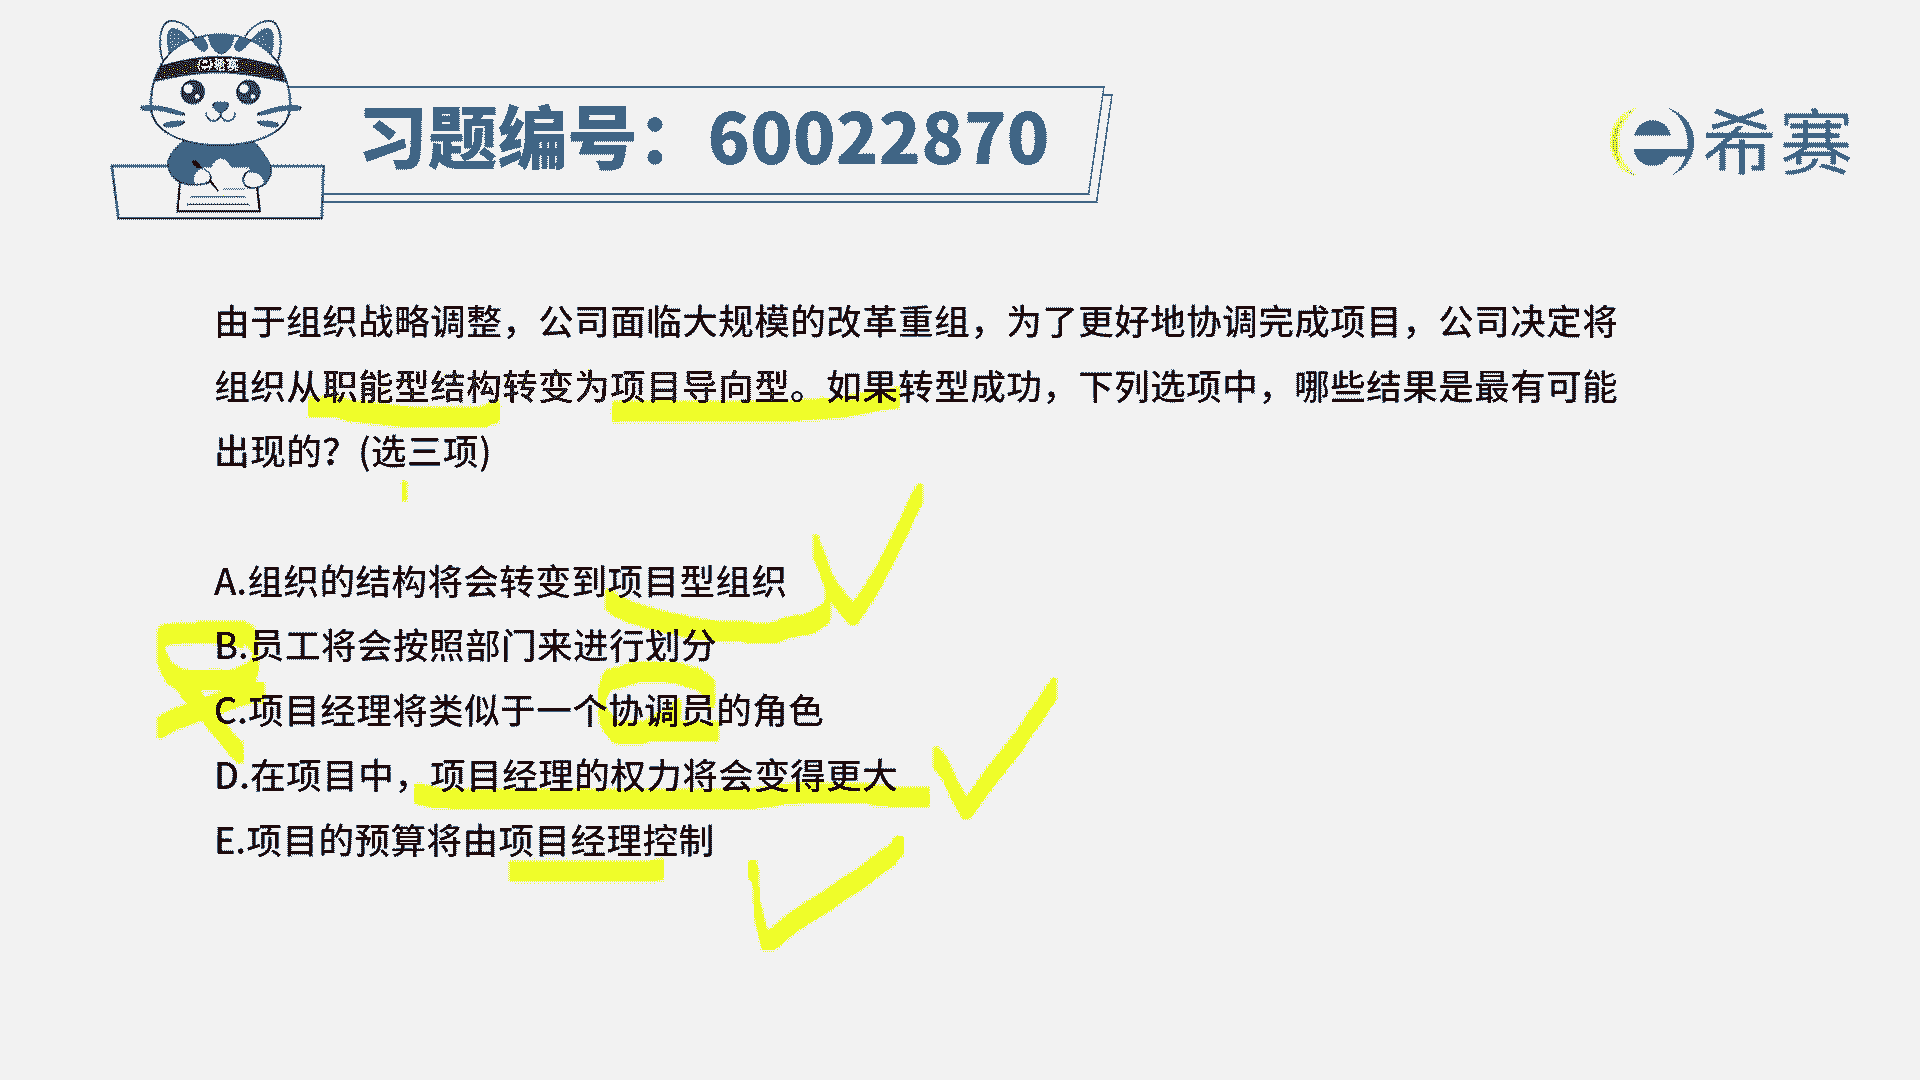 e希赛
习题编号：60022870
e希赛
由于组织战略调整，公司面临大规模的改革重组，为了更好地协调完成项目，公司决定将
组织从职能型结构转变为项目导向型。如果转型成功，下列选项中，哪些结果是最有可能
出现的？(选三项)
A.组织的结构将会转变到项目型组织
B.员工将会按照部门来进行划分
C.项目经理将类似于一个协调员的角色
D.在项目中，项目经理的权力将会变得更大
E.项目的预算将由项目经理控制